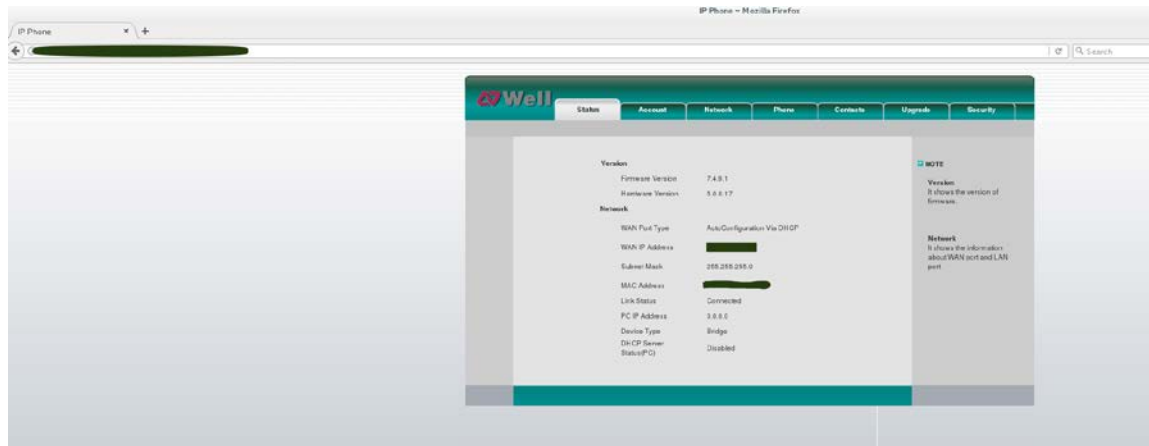 IP Phone - Mozilla Firefox
IP Phone
Search
Well
Status Account Network Phone Contacts Upgrade Security
Version
Firmware Version 7.4.8.1
Hardware Version
Network
WAN Port Type AutoConfiguration Via DHCP
WAN IP Address
Subnet Mask 255.255.255.0
MAC Address
Link Status Connected
PC IP Address
Device Type Bridge
DHCP Server
Status(PC) Disabled
NOTE
Version
It shows the version of
firmware.
Network
It shows the information
about WAN port and LAN
port